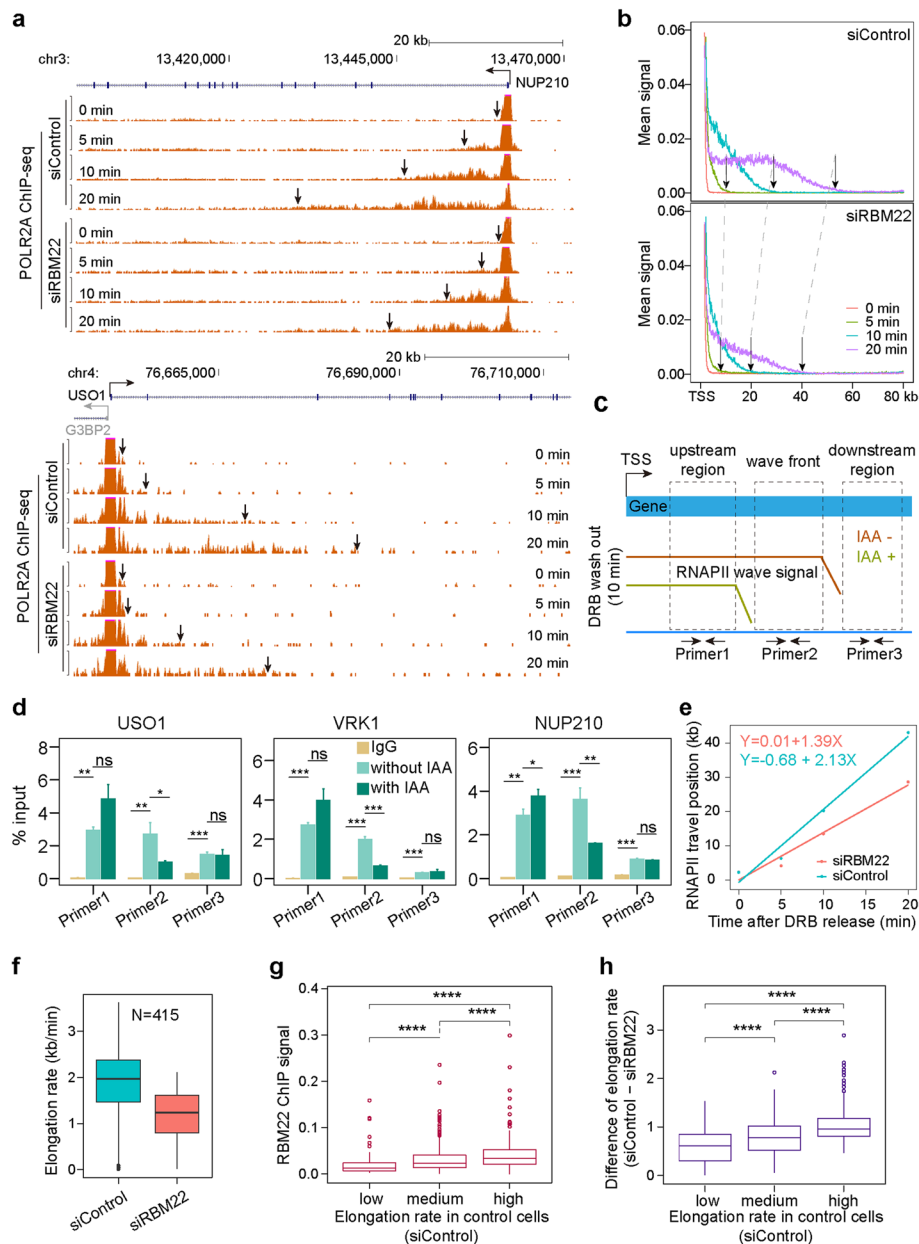 a
20 kb
chr3: 13,420,000 13,445,000 13,470,000
NUP210
POLR2A ChIP-seq
siControl
0 min
5 min
10 min
20 min
siRBM22
0 min
5 min
10 min
20 min
20 kb
chr4: 76,665,000 76,690,000 76,710,000
USO1
G3BP2
POLR2A ChIP-seq
siControl
0 min
5 min
10 min
20 min
siRBM22
0 min
5 min
10 min
20 min
b
siControl
Mean signal
0.06
0.04
0.02
0.00
siRBM22
Mean signal
0.06
0.04
0.02
0.00
0 min
5 min
10 min
20 min
TSS 20 40 60 80 kb
c
upstream region
wave front
downstream region
TSS
Gene
IAA -
IAA +
RNAPII wave signal
DRB wash out
(10 min)
Primer1 Primer2 Primer3
d
USO1
% input
8
6
4
2
0
** ns
** *
*** ns
Primer1 Primer2 Primer3
VRK1
6
4
2
0
IgG
without IAA
with IAA
*** ns
*** ***
*** ns
Primer1 Primer2 Primer3
NUP210
6
4
2
0
** *
*** **
*** ns
Primer1 Primer2 Primer3
e
RNAPII travel position (kb)
40
30
20
10
0
Y=0.01+1.39X
Y=-0.68 + 2.13X
siRBM22
siControl
0 5 10 15 20
Time after DRB release (min)
f
Elongation rate (kb/min)
3
2
1
0
N=415
siControl siRBM22
g
RBM22 ChIP signal
0.4
0.3
0.2
0.1
0.0
****
**** ****
low medium high
Elongation rate in control cells
(siControl)
h
Difference of elongation rate
(siControl − siRBM22)
3
2
1
0
****
**** ****
low medium high
Elongation rate in control cells
(siControl)